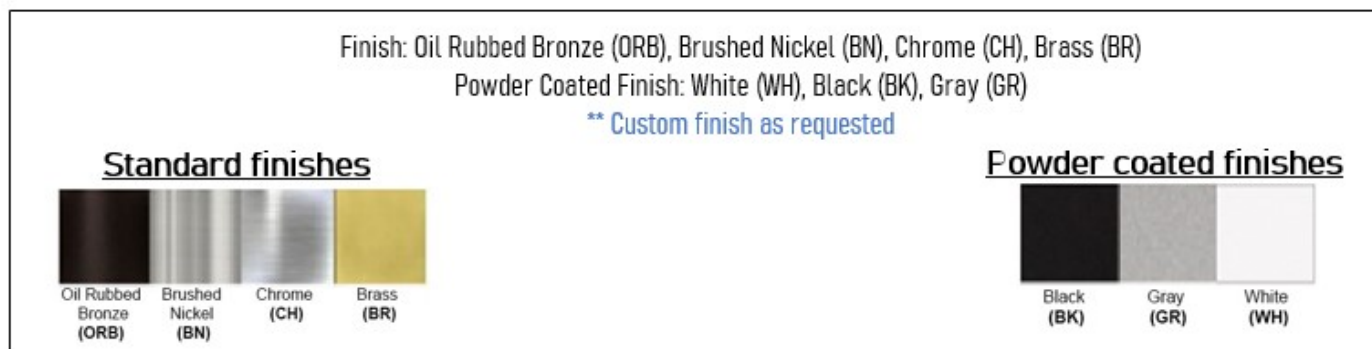 Finish: Oil Rubbed Bronze (ORB), Brushed Nickel (BN), Chrome (CH), Brass (BR)
Powder Coated Finish: White (WH), Black (BK), Gray (GR)
** Custom finish as requested
Standard finishes
Oil Rubbed
Bronze
(ORB)
Brushed
Nickel
(BN)
Chrome
(CH)
Brass
(BR)
Powder coated finishes
Black
(BK)
Gray
(GR)
White
(WH)